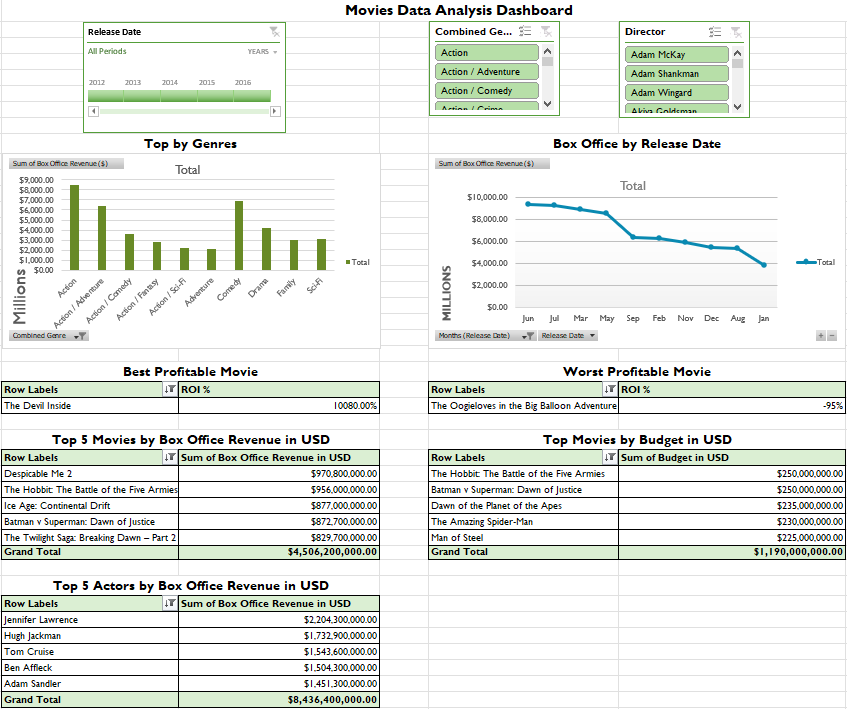 Movies Data Analysis Dashboard
Release Date
All Periods
YEARS
2012 2013 2014 2015 2016
Combined Ge...
Action
Action / Adventure
Action / Comedy
Action / Crime
Director
Adam McKay
Adam Shankman
Adam Wingard
Akiva Goldsman
Top by Genres
Sum of Box Office Revenue ($)
Total
$9,000.00
$8,000.00
$7,000.00
$6,000.00
$5,000.00
$4,000.00
$3,000.00
$2,000.00
$1,000.00
$0.00
Millions
Action
Action / Adventure
Action / Comedy
Action / Fantasy
Action / Sci-Fi
Adventure
Comedy
Drama
Family
Sci-Fi
Total
Combined Genre
Box Office by Release Date
Sum of Box Office Revenue ($)
Total
$10,000.00
$8,000.00
$6,000.00
$4,000.00
$2,000.00
$0.00
MILLIONS
Jun Jul Mar May Sep Feb Nov Dec Aug Jan
Total
Months (Release Date) Release Date
+ −
Best Profitable Movie
Row Labels ROI %
The Devil Inside 10080.00%
Worst Profitable Movie
Row Labels ROI %
The Oogieloves in the Big Balloon Adventure -95%
Top 5 Movies by Box Office Revenue in USD
Row Labels Sum of Box Office Revenue in USD
Despicable Me 2 $970,800,000.00
The Hobbit: The Battle of the Five Armies $956,000,000.00
Ice Age: Continental Drift $877,000,000.00
Batman v Superman: Dawn of Justice $872,700,000.00
The Twilight Saga: Breaking Dawn – Part 2 $829,700,000.00
Grand Total $4,506,200,000.00
Top Movies by Budget in USD
Row Labels Sum of Budget in USD
The Hobbit: The Battle of the Five Armies $250,000,000.00
Batman v Superman: Dawn of Justice $250,000,000.00
Dawn of the Planet of the Apes $235,000,000.00
The Amazing Spider-Man $230,000,000.00
Man of Steel $225,000,000.00
Grand Total $1,190,000,000.00
Top 5 Actors by Box Office Revenue in USD
Row Labels Sum of Box Office Revenue in USD
Jennifer Lawrence $2,204,300,000.00
Hugh Jackman $1,732,900,000.00
Tom Cruise $1,543,600,000.00
Ben Affleck $1,504,300,000.00
Adam Sandler $1,451,300,000.00
Grand Total $8,436,400,000.00